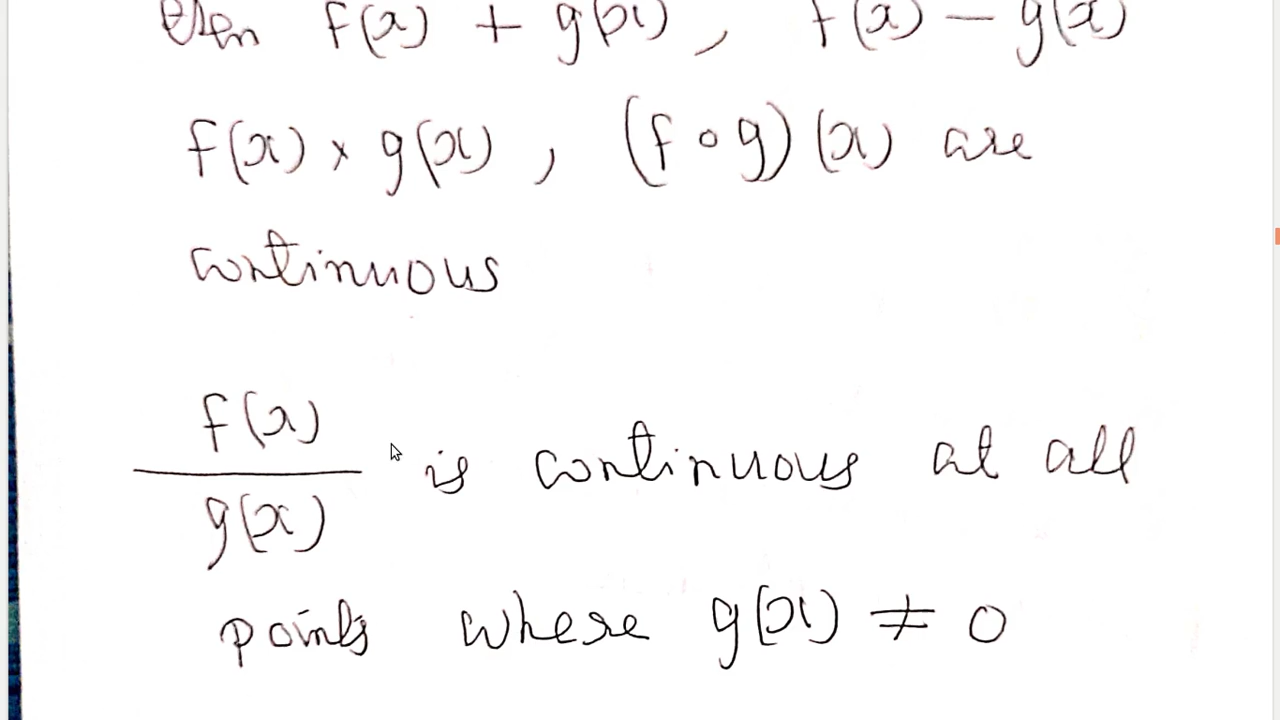 then f(x) + g(x), f(x) - g(x)
f(x) × g(x), (f ∘ g)(x) are
continuous
f(x)
g(x)
is continuous at all
points where g(x) ≠ 0